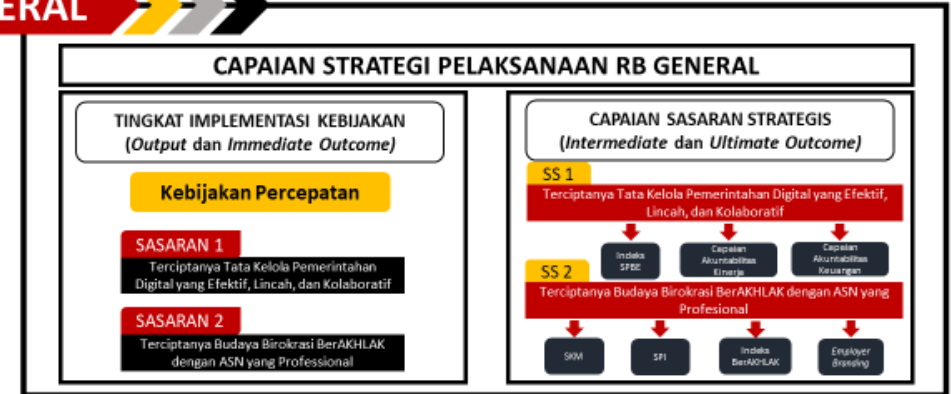 ERAL
CAPAIAN STRATEGI PELAKSANAAN RB GENERAL
TINGKAT IMPLEMENTASI KEBIJAKAN
(Output dan Immediate Outcome)
Kebijakan Percepatan
SASARAN 1
Terciptanya Tata Kelola Pemerintahan
Digital yang Efektif, Lincah, dan Kolaboratif
SASARAN 2
Terciptanya Budaya Birokrasi BerAKHLAK
dengan ASN yang Professional
CAPAIAN SASARAN STRATEGIS
(Intermediate dan Ultimate Outcome)
SS 1
Terciptanya Tata Kelola Pemerintahan Digital yang Efektif,
Lincah, dan Kolaboratif
Indeks
SPBE
Capaian
Akuntabilitas
Kinerja
Capaian
Akuntabilitas
Keuangan
SS 2
Terciptanya Budaya Birokrasi BerAKHLAK dengan ASN yang
Profesional
SKM
SPI
Indeks
BerAKHLAK
Employer
Branding